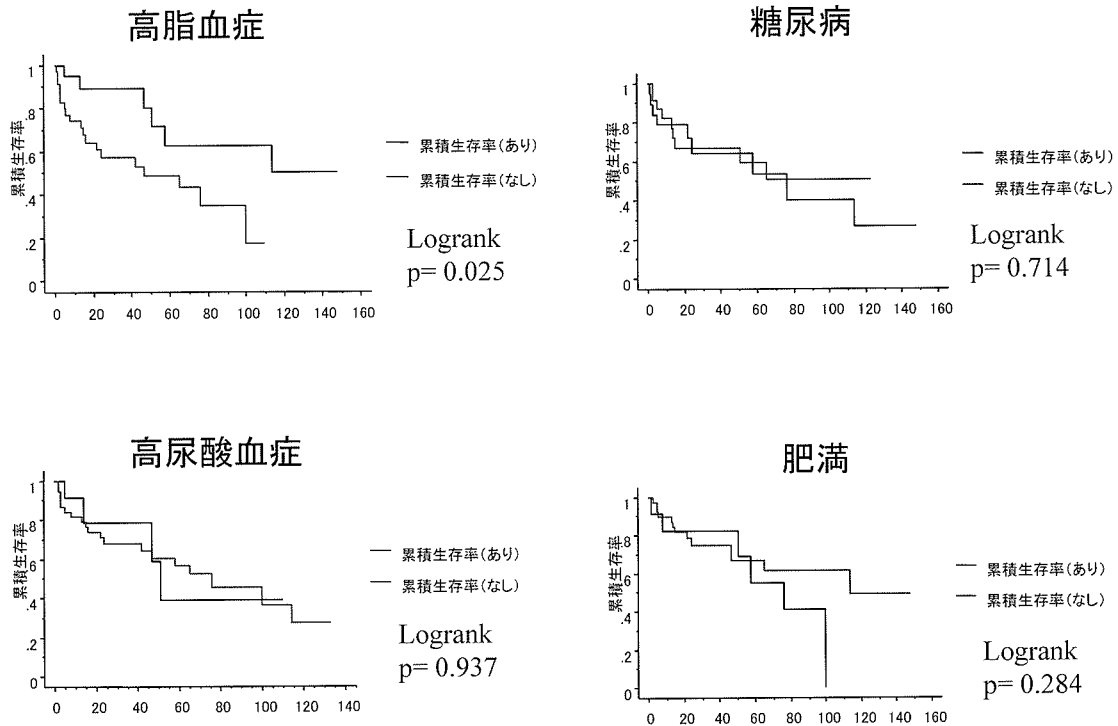 高脂血症
1
.8
.6
.4
.2
0
累積生存率
0 20 40 60 80 100 120 140 160
累積生存率(あり)
累積生存率(なし)
Logrank
p= 0.025
糖尿病
1
.8
.6
.4
.2
0
累積生存率
0 20 40 60 80 100 120 140 160
累積生存率(あり)
累積生存率(なし)
Logrank
p= 0.714
高尿酸血症
1
.8
.6
.4
.2
0
累積生存率
0 20 40 60 80 100 120 140
累積生存率(あり)
累積生存率(なし)
Logrank
p= 0.937
肥満
1
.8
.6
.4
.2
0
累積生存率
0 20 40 60 80 100 120 140 160
累積生存率(あり)
累積生存率(なし)
Logrank
p= 0.284